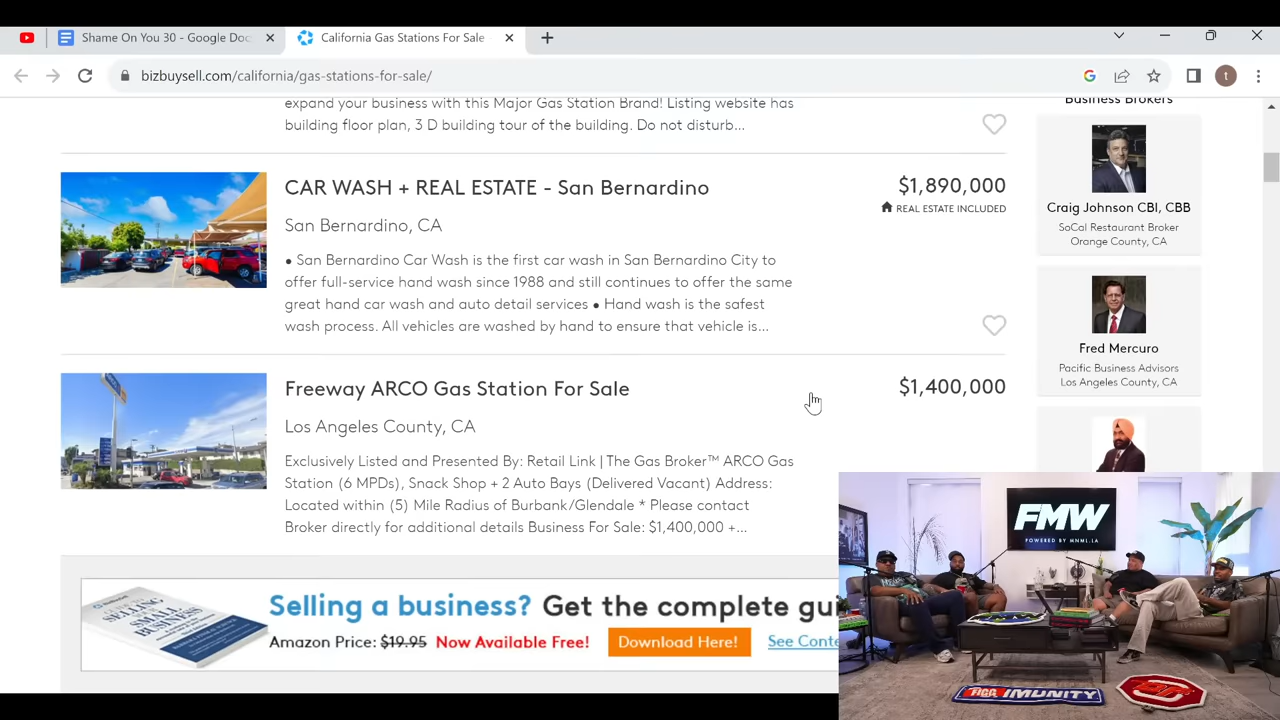 Shame On You 30 - Google Doc
California Gas Stations For Sale
bizbuysell.com/california/gas-stations-for-sale/
t
expand your business with this Major Gas Station Brand! Listing website has
building floor plan, 3 D building tour of the building. Do not disturb...
CAR WASH + REAL ESTATE - San Bernardino
$1,890,000
REAL ESTATE INCLUDED
San Bernardino, CA
• San Bernardino Car Wash is the first car wash in San Bernardino City to
offer full-service hand wash since 1988 and still continues to offer the same
great hand car wash and auto detail services • Hand wash is the safest
wash process. All vehicles are washed by hand to ensure that vehicle is...
Freeway ARCO Gas Station For Sale
$1,400,000
Los Angeles County, CA
Exclusively Listed and Presented By: Retail Link | The Gas Broker™ ARCO Gas
Station (6 MPDs), Snack Shop + 2 Auto Bays (Delivered Vacant) Address:
Located within (5) Mile Radius of Burbank/Glendale * Please contact
Broker directly for additional details Business For Sale: $1,400,000 +...
Business Brokers
Craig Johnson CBI, CBB
SoCal Restaurant Broker
Orange County, CA
Fred Mercuro
Pacific Business Advisors
Los Angeles County, CA
SELLING
SMALL
BUSINESS
Selling a business? Get the complete gui
Amazon Price: $19.95 Now Available Free! Download Here! See Conte
FMW
POWERED BY MNML.LA
IMUNITY